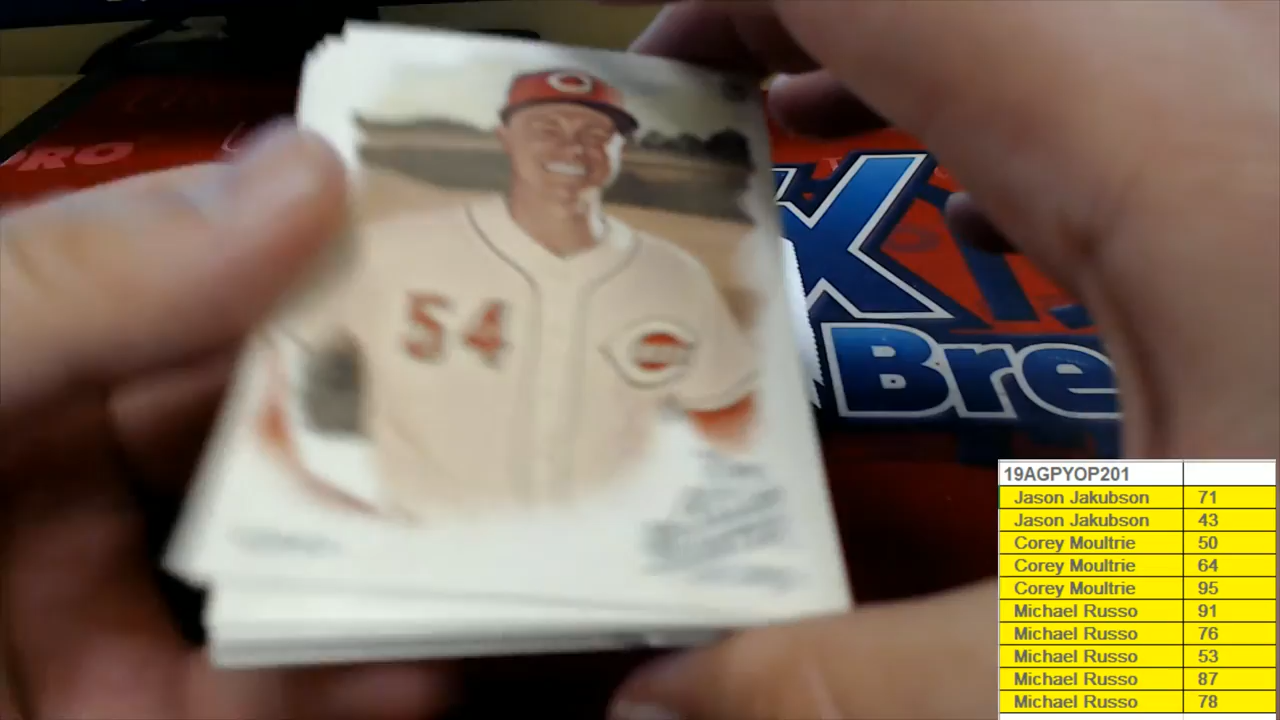 PRO
54
X
Bre
19AGPYOP201
Jason Jakubson 71
Jason Jakubson 43
Corey Moultrie 50
Corey Moultrie 64
Corey Moultrie 95
Michael Russo 91
Michael Russo 76
Michael Russo 53
Michael Russo 87
Michael Russo 78